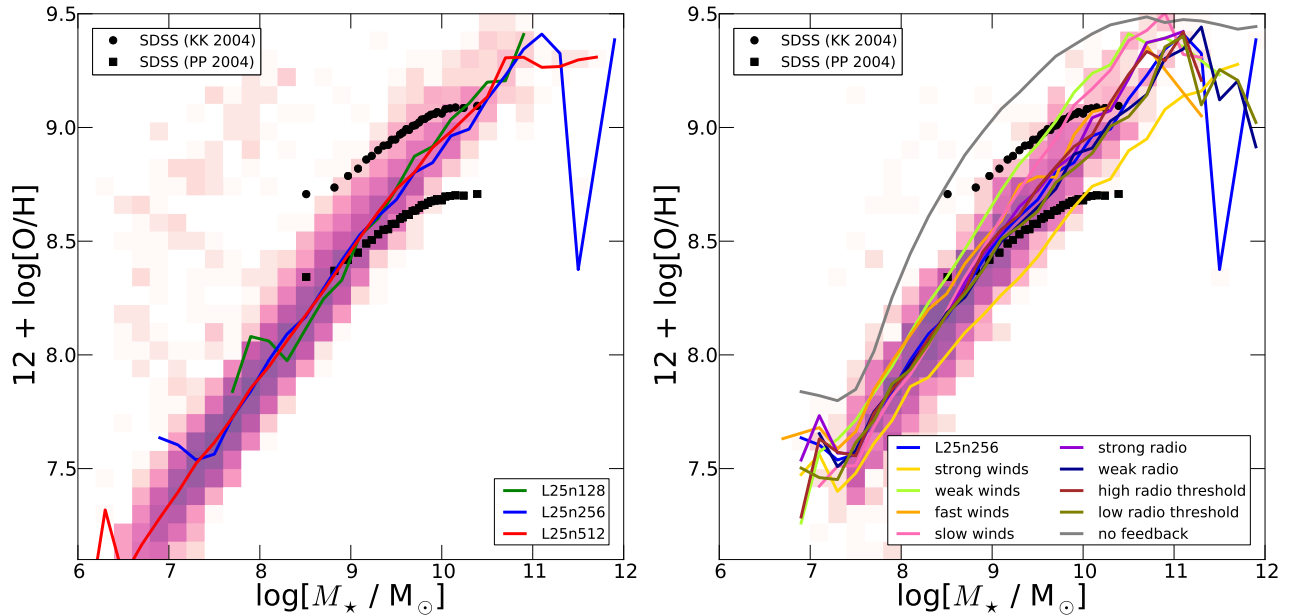 SDSS (KK 2004)
SDSS (PP 2004)
9.5
9.0
8.5
8.0
7.5
12 + log[O/H]
L25n128
L25n256
L25n512
6 7 8 9 10 11 12
log[M⋆ / M⊙]
SDSS (KK 2004)
SDSS (PP 2004)
9.5
9.0
8.5
8.0
7.5
12 + log[O/H]
L25n256
strong winds
weak winds
fast winds
slow winds
strong radio
weak radio
high radio threshold
low radio threshold
no feedback
6 7 8 9 10 11 12
log[M⋆ / M⊙]